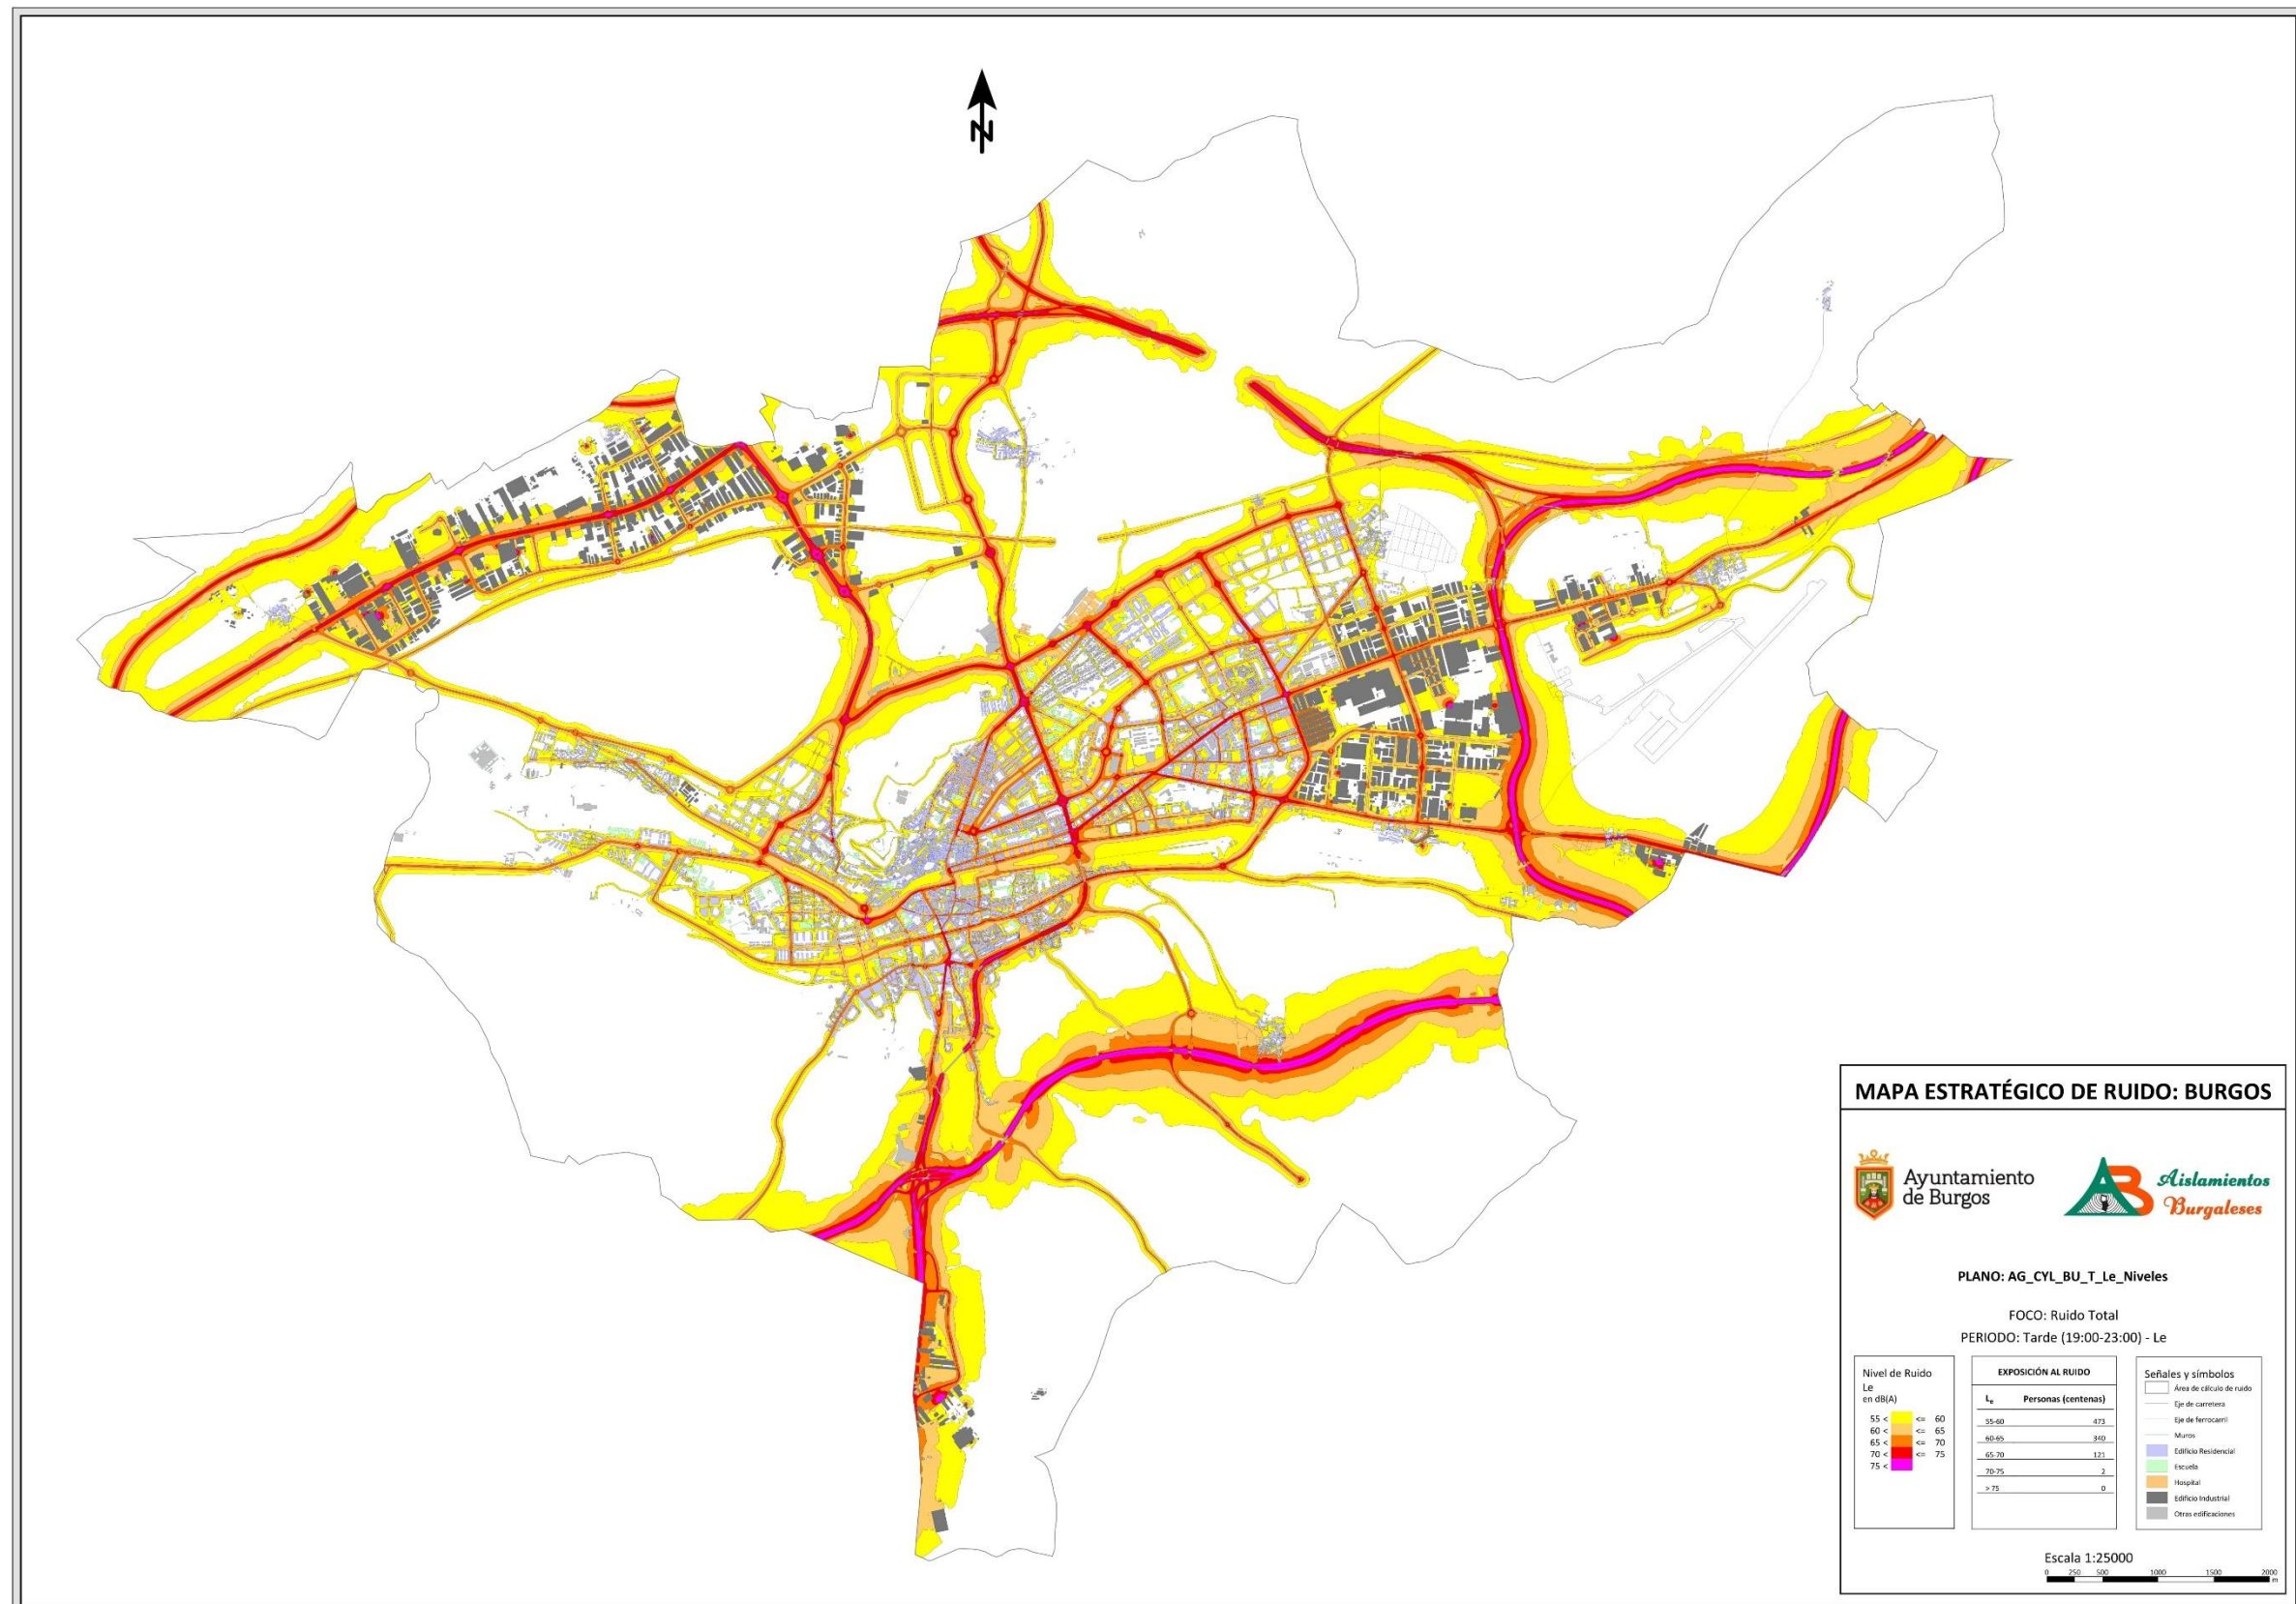 N
MAPA ESTRATÉGICO DE RUIDO: BURGOS
Ayuntamiento
de Burgos
AB
Aislamientos
Burgaleses
PLANO: AG_CYL_BU_T_Le_Niveles
FOCO: Ruido Total
PERIODO: Tarde (19:00-23:00) - Le
Nivel de Ruido
Le
en dB(A)
55 < <= 60
60 < <= 65
65 < <= 70
70 < <= 75
75 <
EXPOSICIÓN AL RUIDO
Le Personas (centenas)
55-60 473
60-65 340
65-70 121
70-75 2
> 75 0
Señales y símbolos
Área de cálculo de ruido
Eje de carretera
Eje de ferrocarril
Muros
Edificio Residencial
Escuela
Hospital
Edificio Industrial
Otras edificaciones
Escala 1:25000
0 250 500 1000 1500 2000
m